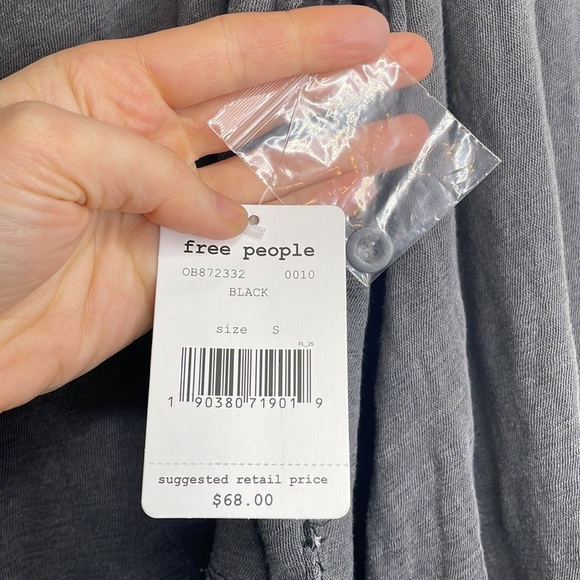 free people
OB872332 0010
BLACK
size S
FL_25
1 90380 71901 9
suggested retail price
$68.00